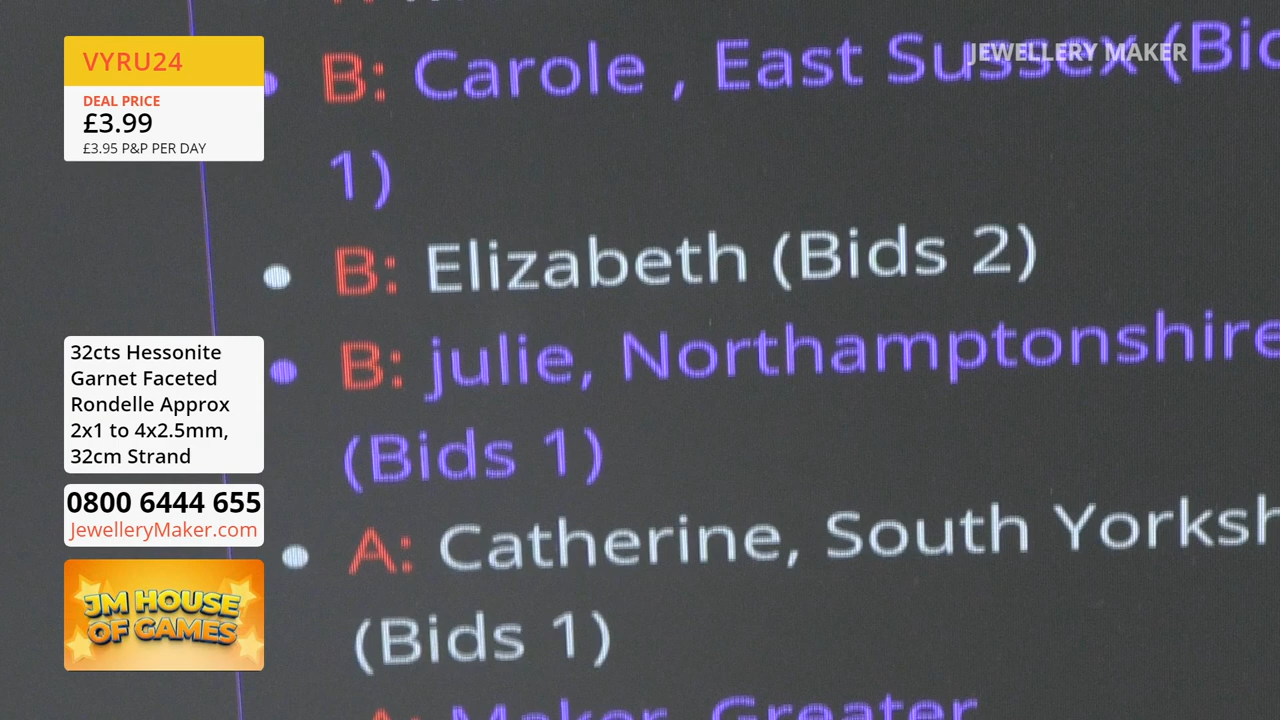 VYRU24
DEAL PRICE
£3.99
£3.95 P&P PER DAY
32cts Hessonite
Garnet Faceted
Rondelle Approx
2x1 to 4x2.5mm,
32cm Strand
0800 6444 655
JewelleryMaker.com
JM HOUSE
OF GAMES
JEWELLERY MAKER
B: Carole , East Sussex (Bid
1)
B: Elizabeth (Bids 2)
B: julie, Northamptonshire
(Bids 1)
A: Catherine, South Yorksh
(Bids 1)
A: Maker, Greater